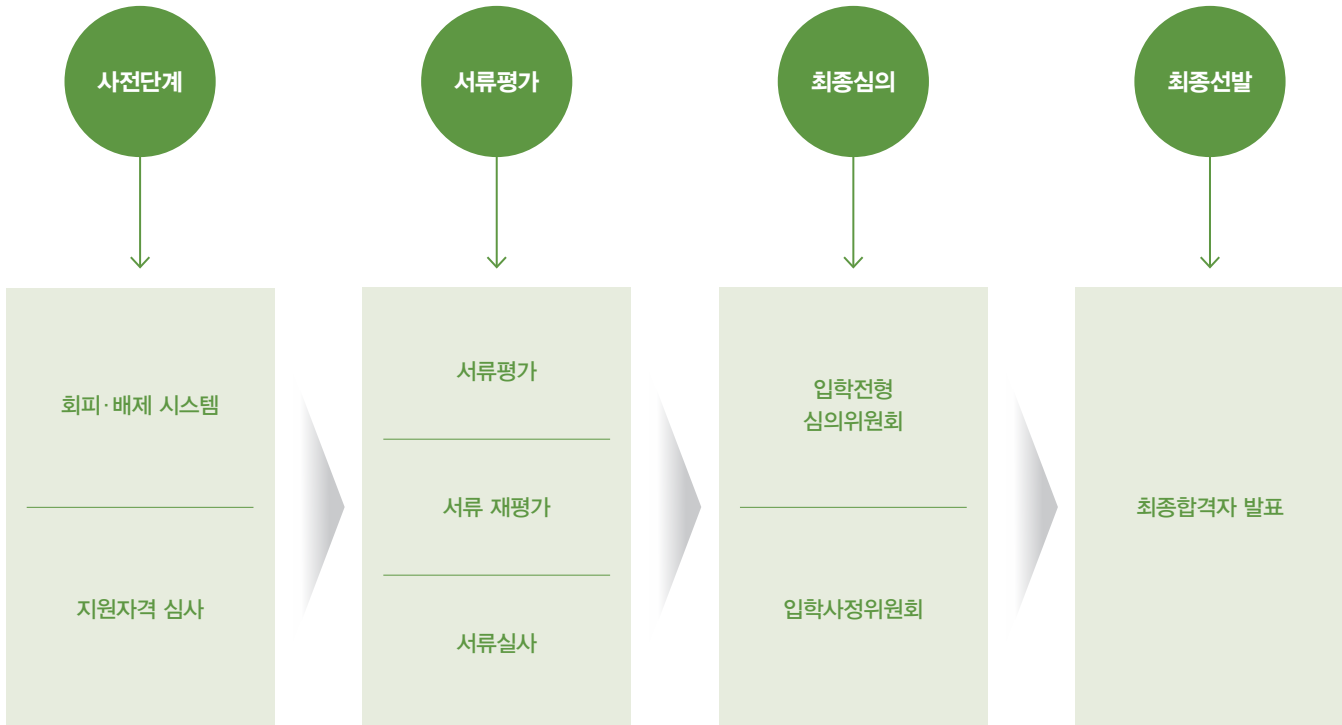 사전단계
서류평가
최종심의
최종선발
회피·배제 시스템
지원자격 심사
서류평가
서류 재평가
서류실사
입학전형
심의위원회
입학사정위원회
최종합격자 발표